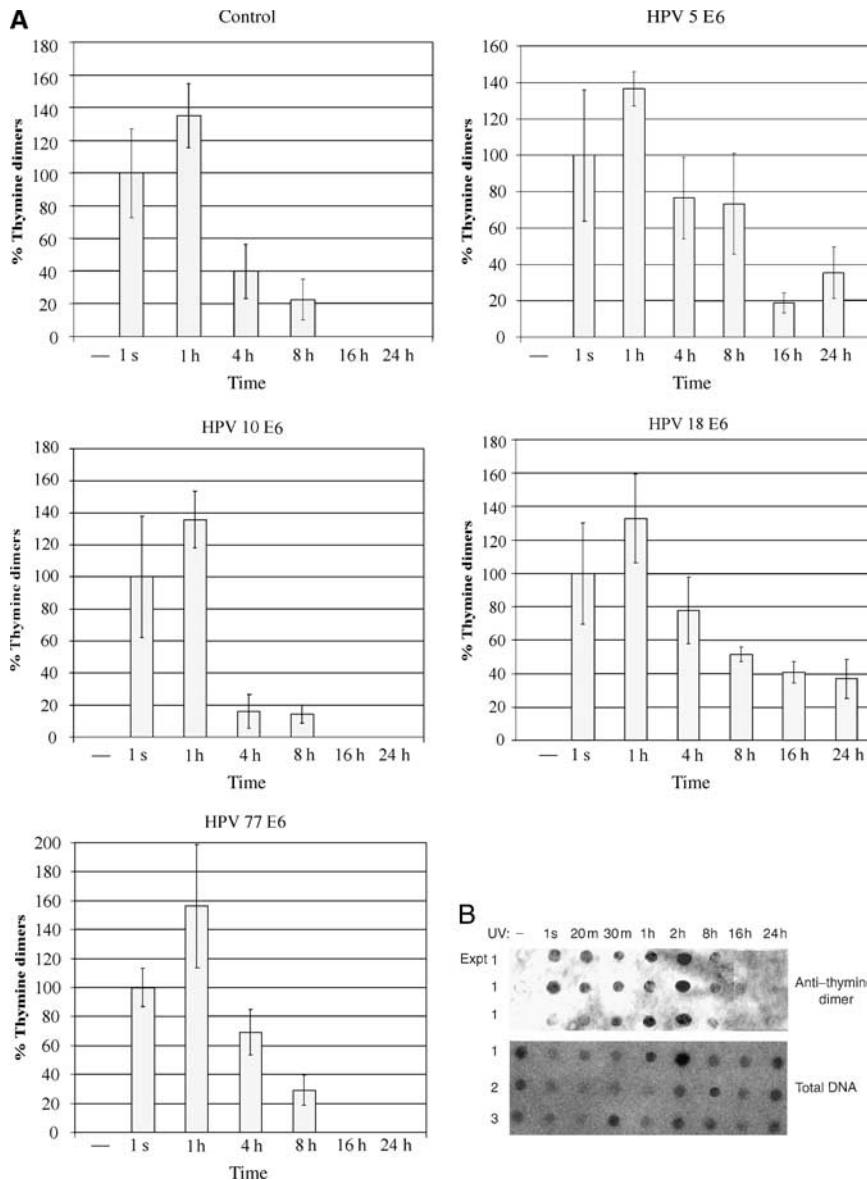 A
Control
HPV 5 E6
% Thymine dimers
180
160
140
120
100
80
60
40
20
0
— 1 s 1 h 4 h 8 h 16 h 24 h
Time
% Thymine dimers
160
140
120
100
80
60
40
20
0
— 1 s 1 h 4 h 8 h 16 h 24 h
Time
HPV 10 E6
HPV 18 E6
% Thymine dimers
180
160
140
120
100
80
60
40
20
0
— 1 s 1 h 4 h 8 h 16 h 24 h
Time
% Thymine dimers
180
160
140
120
100
80
60
40
20
0
— 1 s 1 h 4 h 8 h 16 h 24 h
Time
HPV 77 E6
% Thymine dimers
200
180
160
140
120
100
80
60
40
20
0
— 1 s 1 h 4 h 8 h 16 h 24 h
Time
B
UV: – 1s 20m 30m 1h 2h 8h 16h 24h
Expt 1
1
1
Anti–thymine
dimer
1
2
3
Total DNA